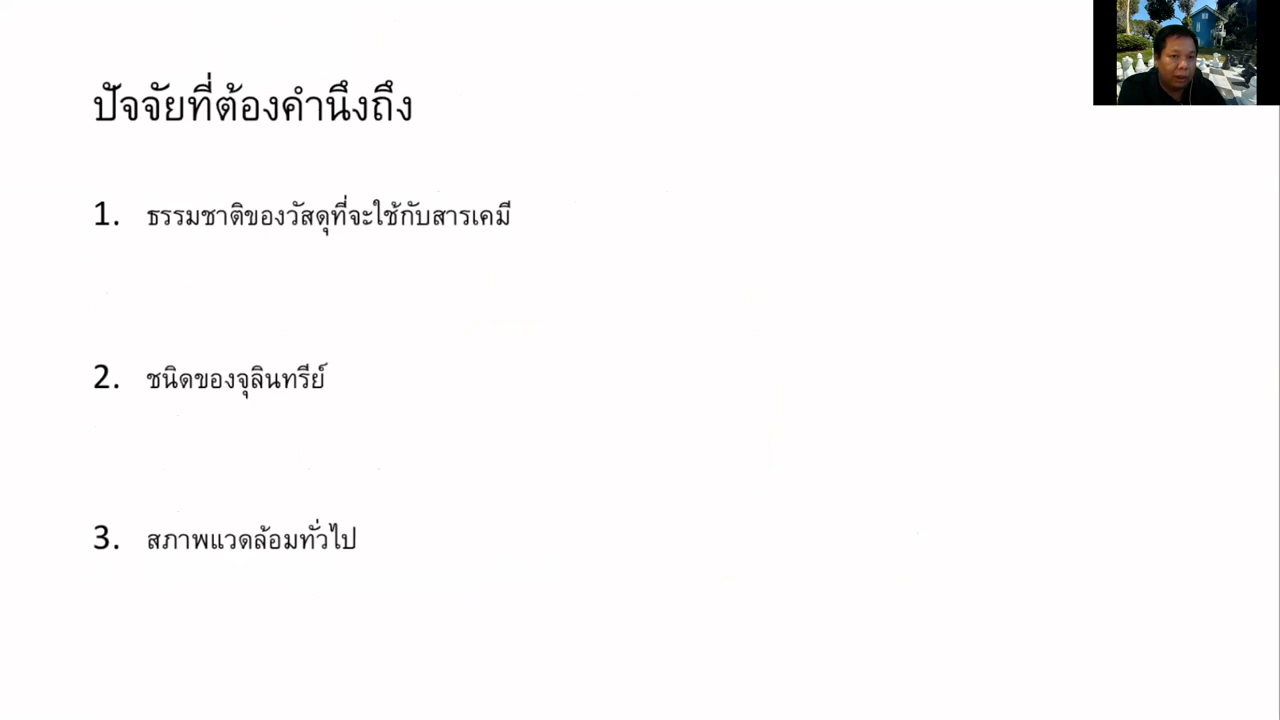 ปัจจัยที่ต้องคำนึงถึง
1. ธรรมชาติของวัสดุที่จะใช้กับสารเคมี
2. ชนิดของจุลินทรีย์
3. สภาพแวดล้อมทั่วไป